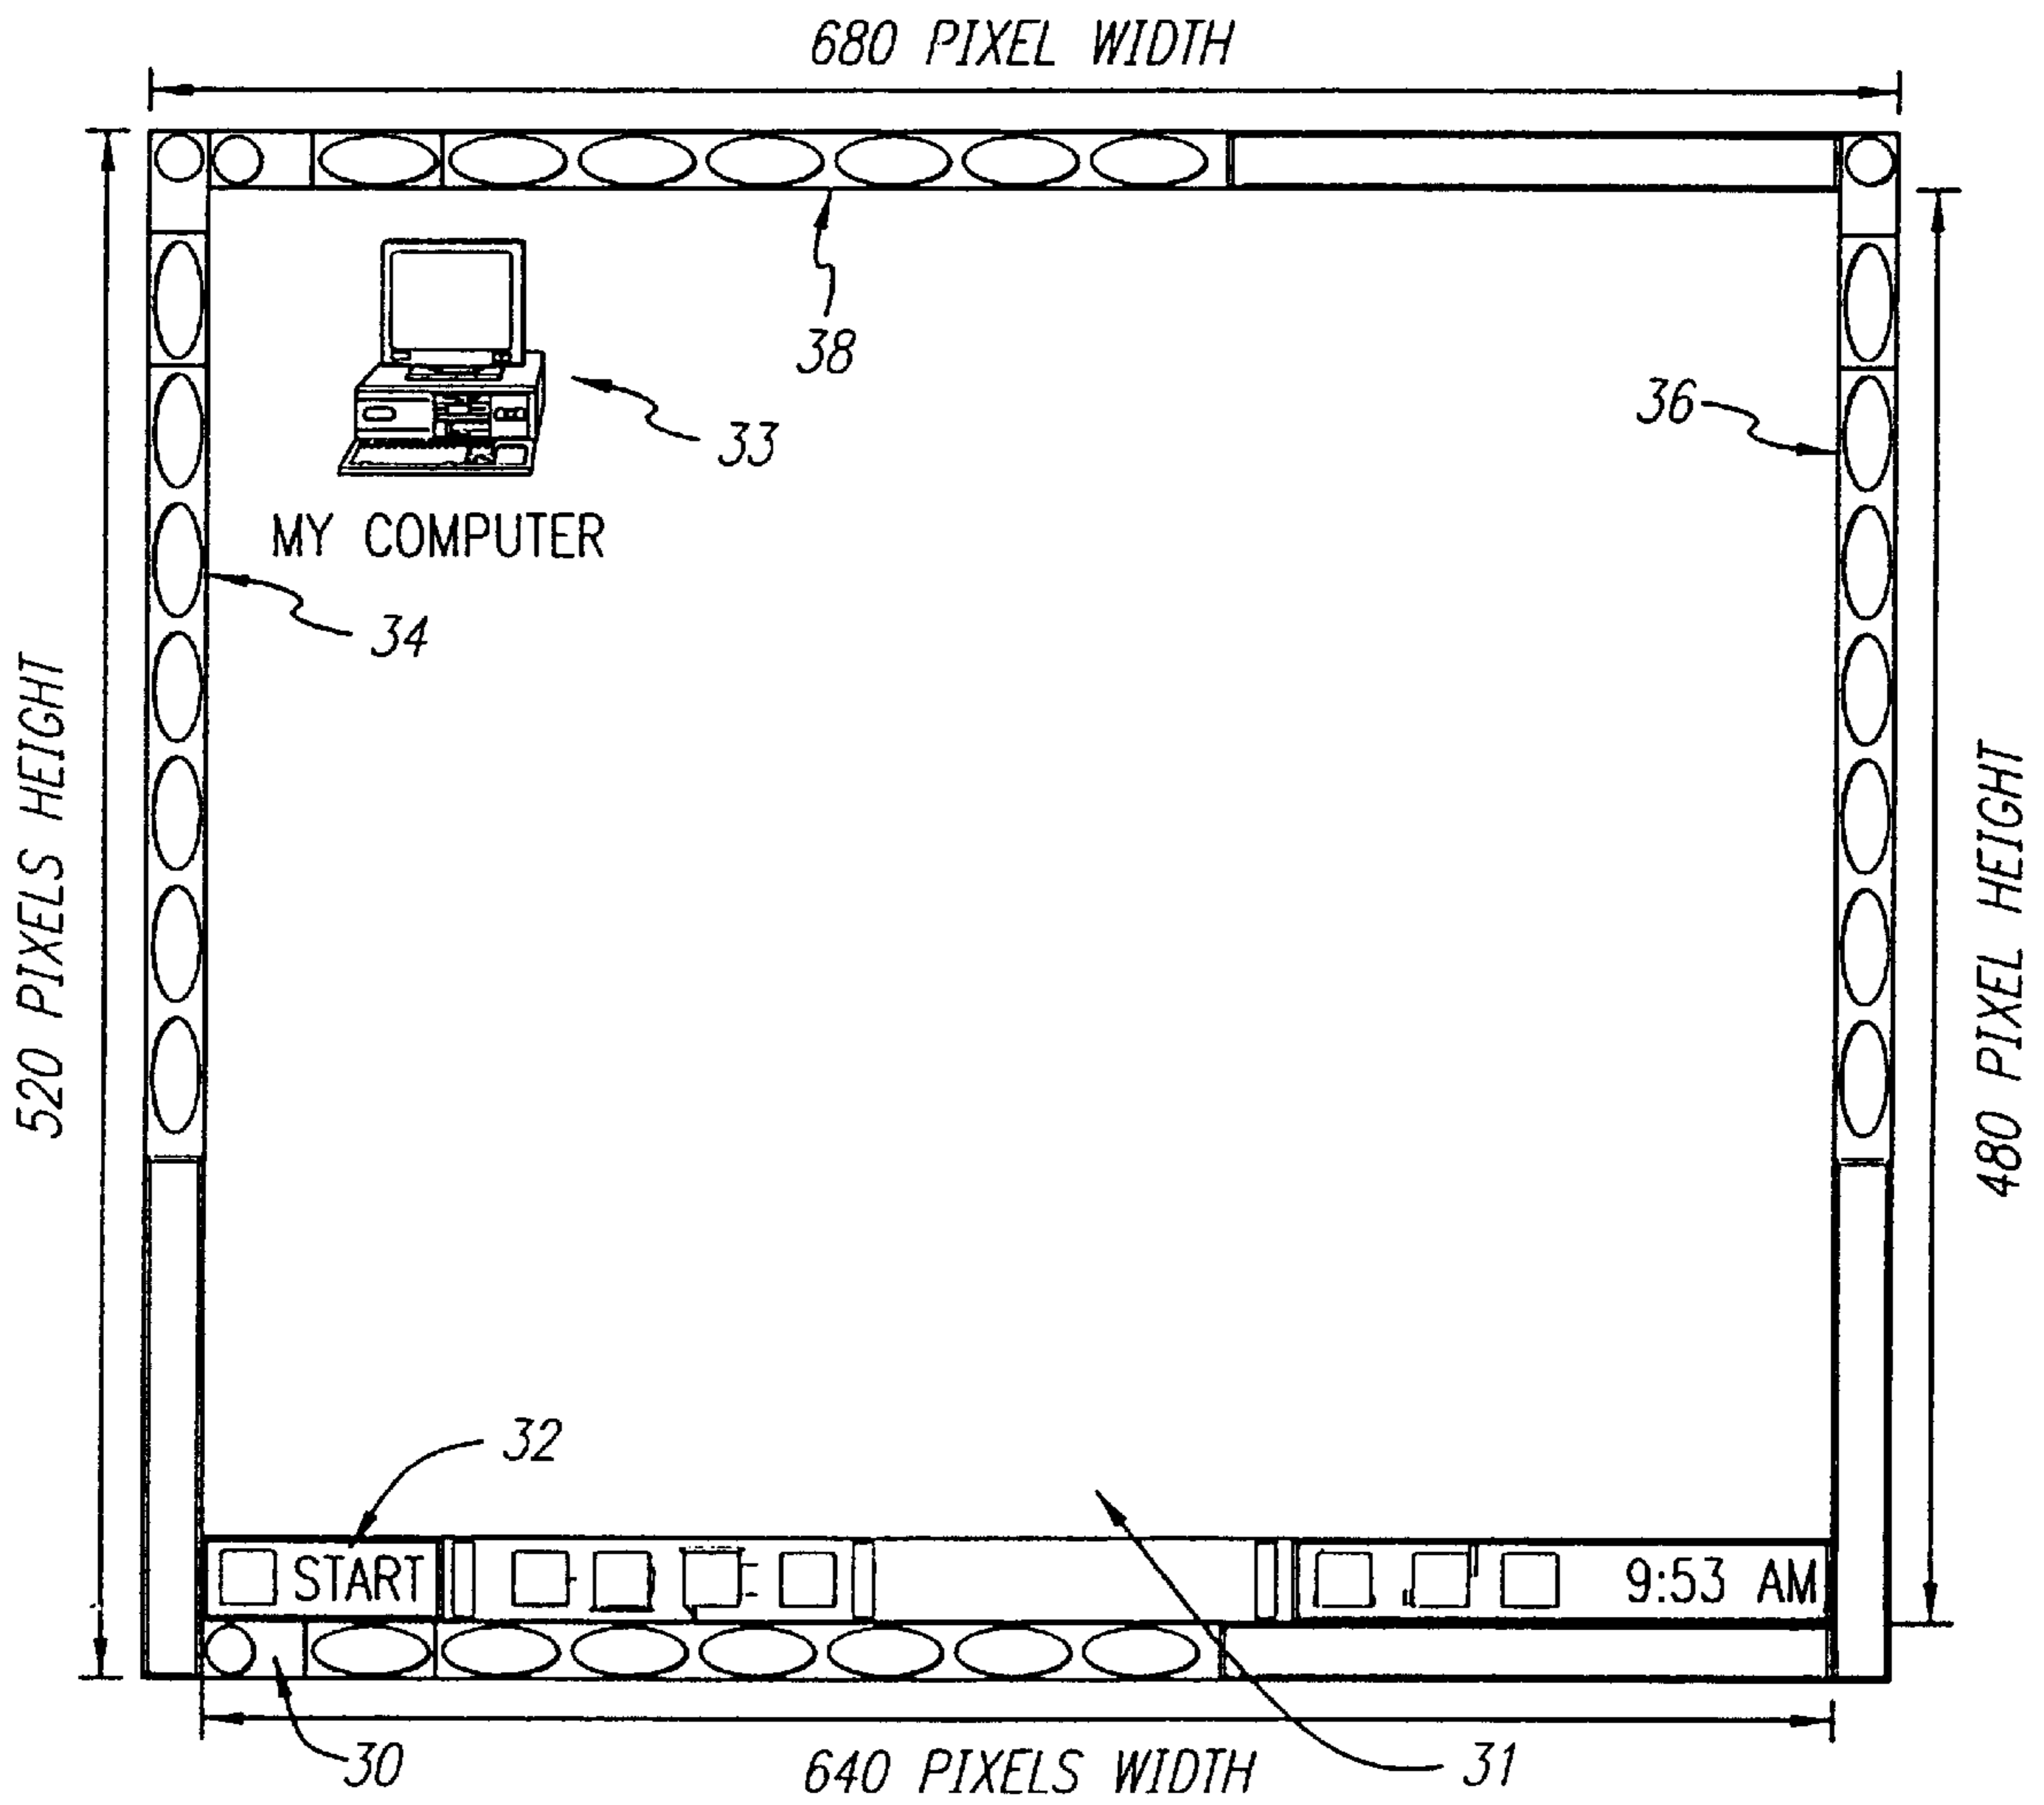 680 PIXEL WIDTH
38
33
36
MY COMPUTER
34
520 PIXELS HEIGHT
480 PIXEL HEIGHT
32
START
9:53 AM
30
640 PIXELS WIDTH
31